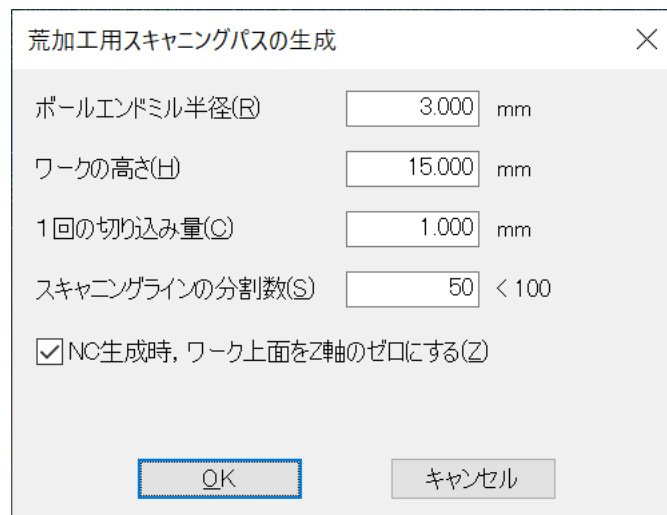 荒加工用スキャニングパスの生成
ボールエンドミル半径(R) 3.000 mm
ワークの高さ(H) 15.000 mm
1回の切り込み量(C) 1.000 mm
スキャニングラインの分割数(S) 50 < 100
NC生成時, ワーク上面をZ軸のゼロにする(Z)
OK キャンセル